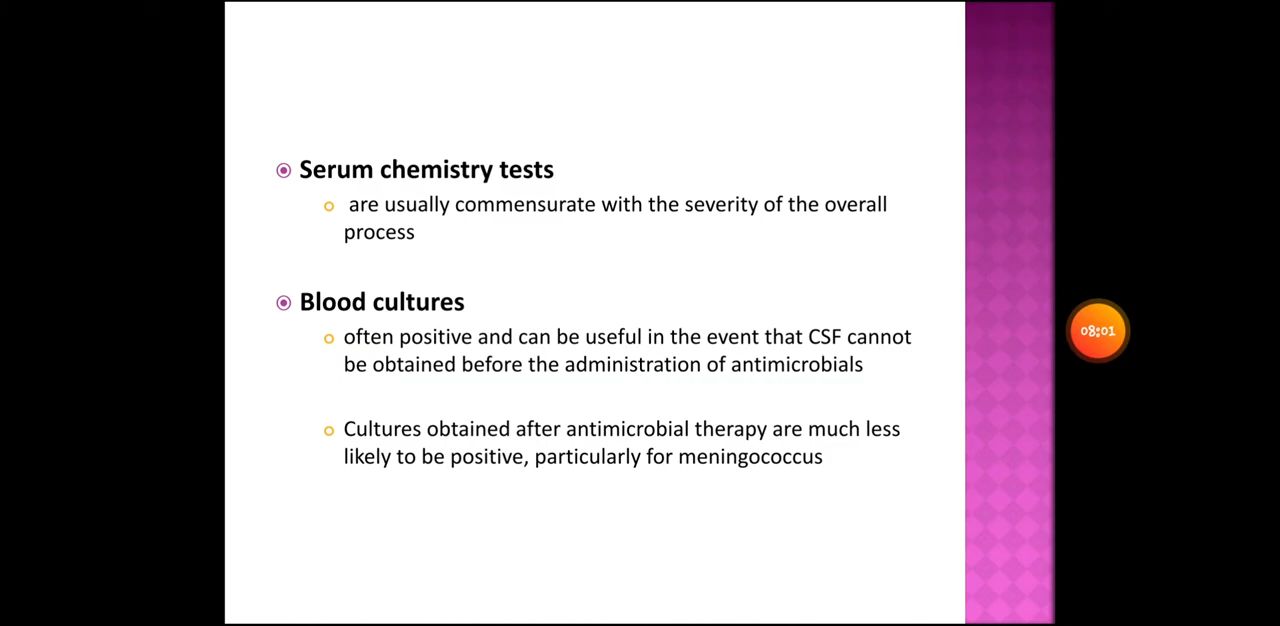 Serum chemistry tests
are usually commensurate with the severity of the overall
process
Blood cultures
often positive and can be useful in the event that CSF cannot
be obtained before the administration of antimicrobials
08:01
Cultures obtained after antimicrobial therapy are much less
likely to be positive, particularly for meningococcus